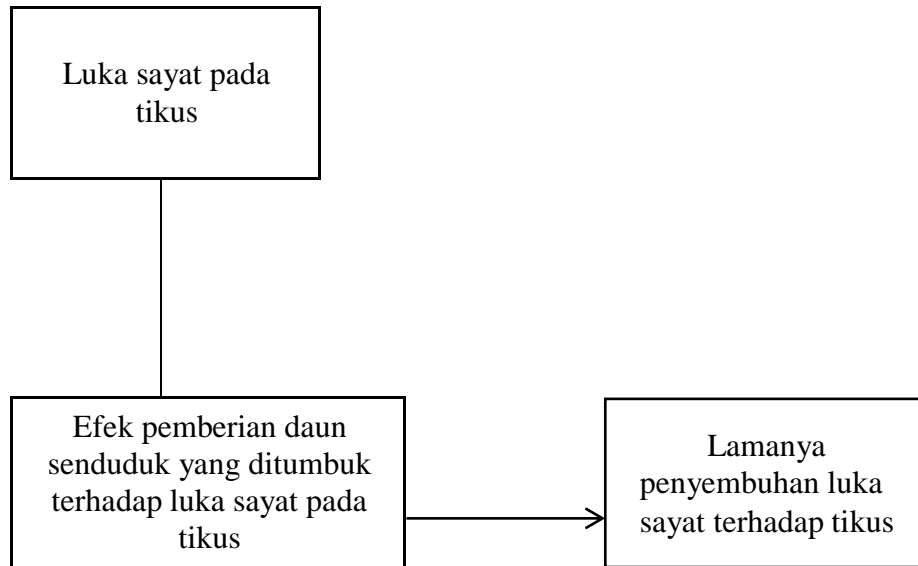 Luka sayat pada
tikus
Efek pemberian daun
senduduk yang ditumbuk
terhadap luka sayat pada
tikus
Lamanya
penyembuhan luka
sayat terhadap tikus